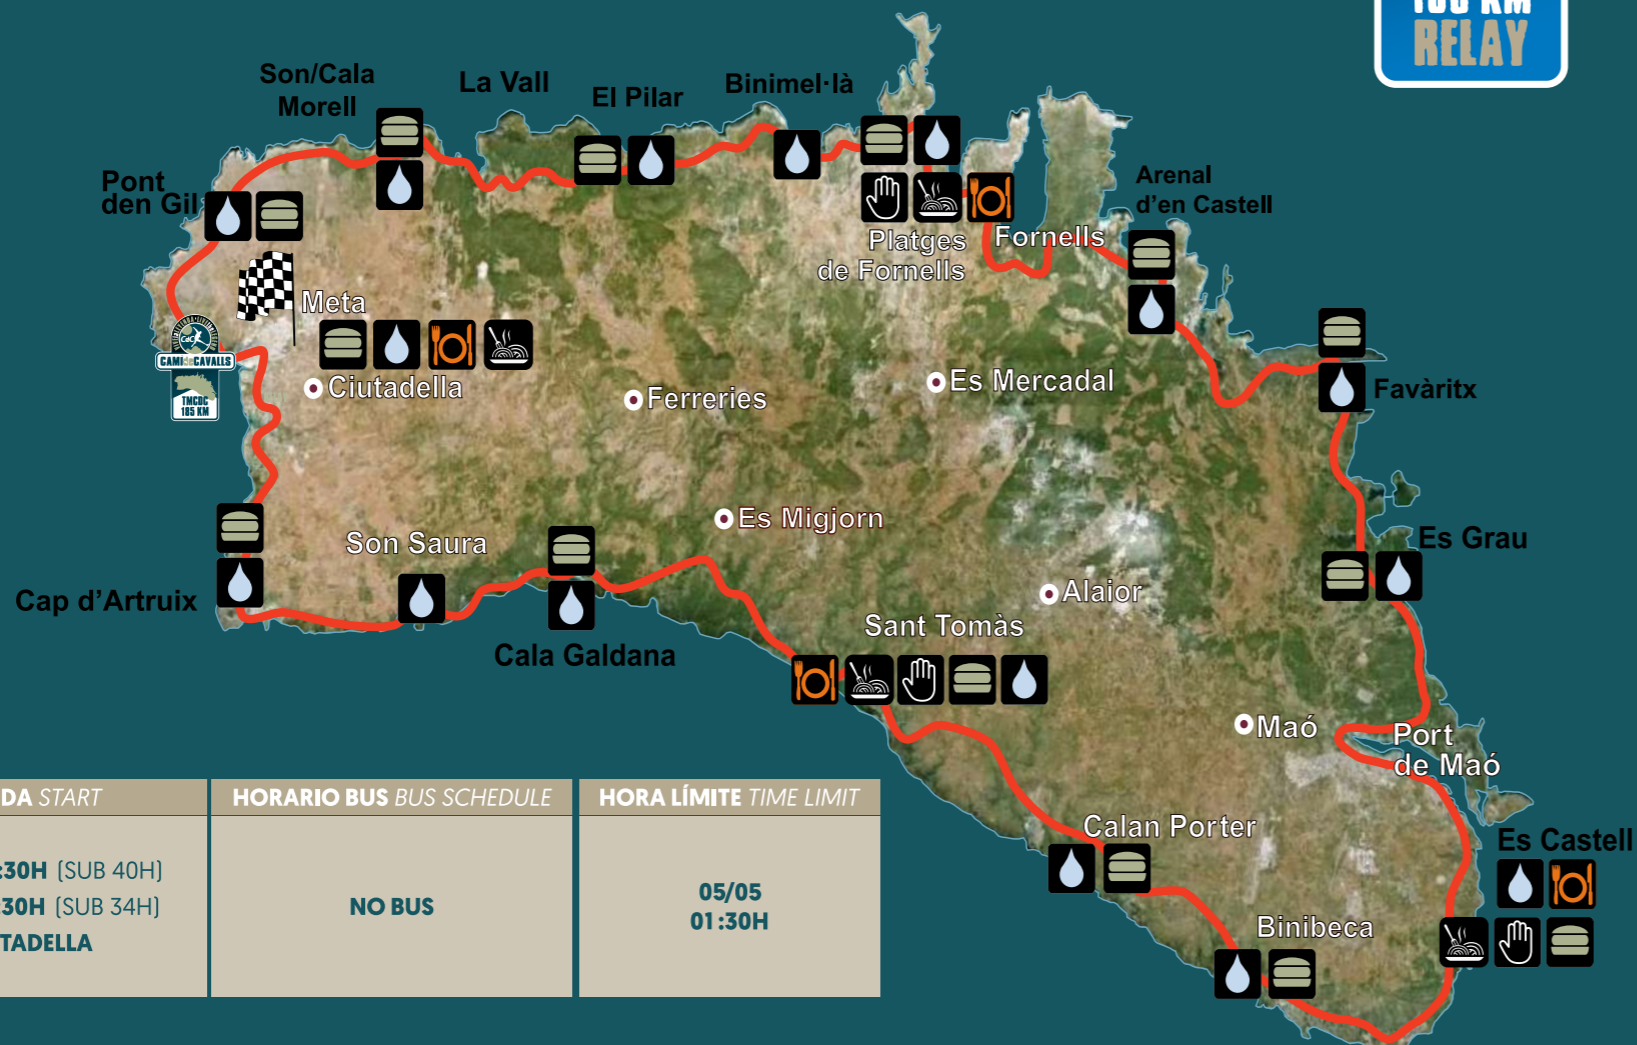 RELAY
Son/Cala
Morell
La Vall
El Pilar
Binimel·là
Pont
den Gil
Arenal
d'en Castell
Platges
de Fornells
Fornells
Meta
CAMÍdeCAVALLS
TMCDC
185 KM
Ciutadella
Ferreries
Es Mercadal
Favàritx
Es Migjorn
Son Saura
Es Grau
Cap d'Artruix
Alaior
Sant Tomàs
Cala Galdana
Maó
Port
de Maó
Calan Porter
Es Castell
Binibeca
DA START
:30H (SUB 40H)
:30H (SUB 34H)
TADELLA
HORARIO BUS BUS SCHEDULE
NO BUS
HORA LÍMITE TIME LIMIT
05/05
01:30H